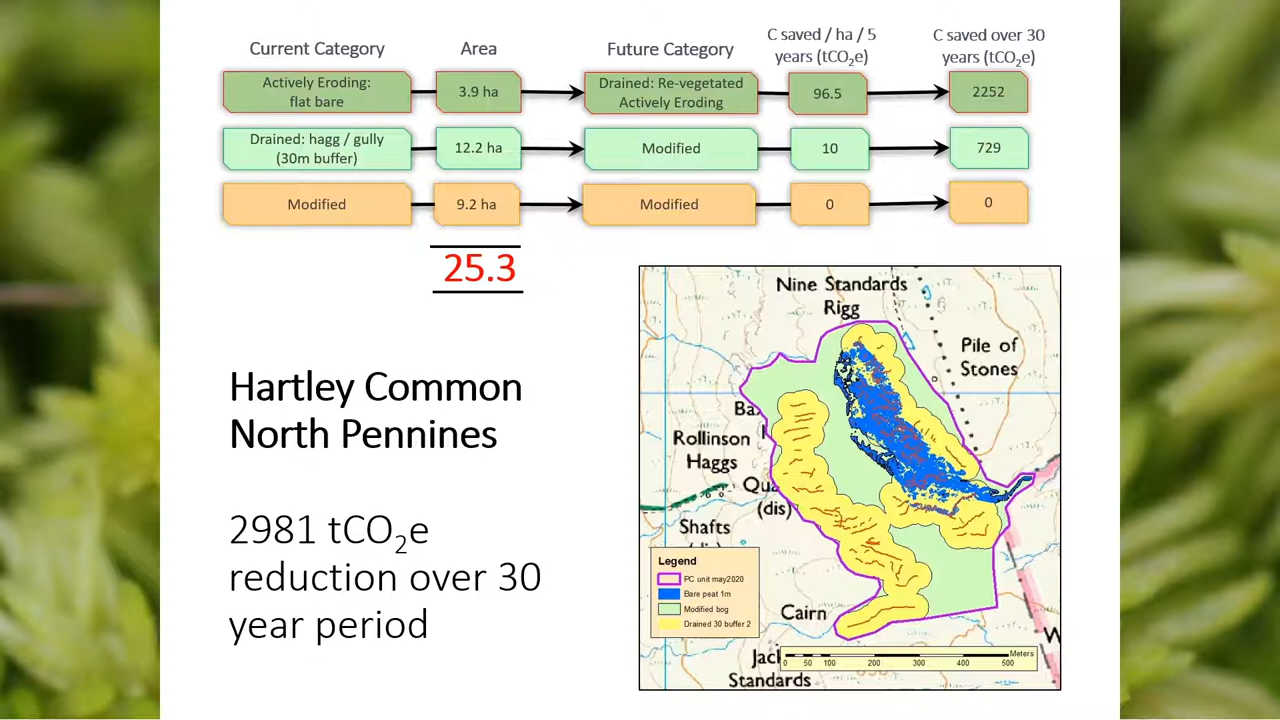 Current Category
Area
Future Category
C saved / ha / 5
years (tCO₂e)
C saved over 30
years (tCO₂e)
Actively Eroding:
flat bare
3.9 ha
Drained: Re-vegetated
Actively Eroding
96.5
2252
Drained: hagg / gully
(30m buffer)
12.2 ha
Modified
10
729
Modified
9.2 ha
Modified
0
0
25.3
Hartley Common
North Pennines
2981 tCO₂e
reduction over 30
year period
Nine Standards
Rigg
Pile of
Stones
Rollinson
Haggs
(dis)
Shafts
Cairn
Standards
Legend
PC unit may2020
Bare peat 1m
Modified bog
Drained 30 buffer 2
Meters
0 50 100 200 300 400 500